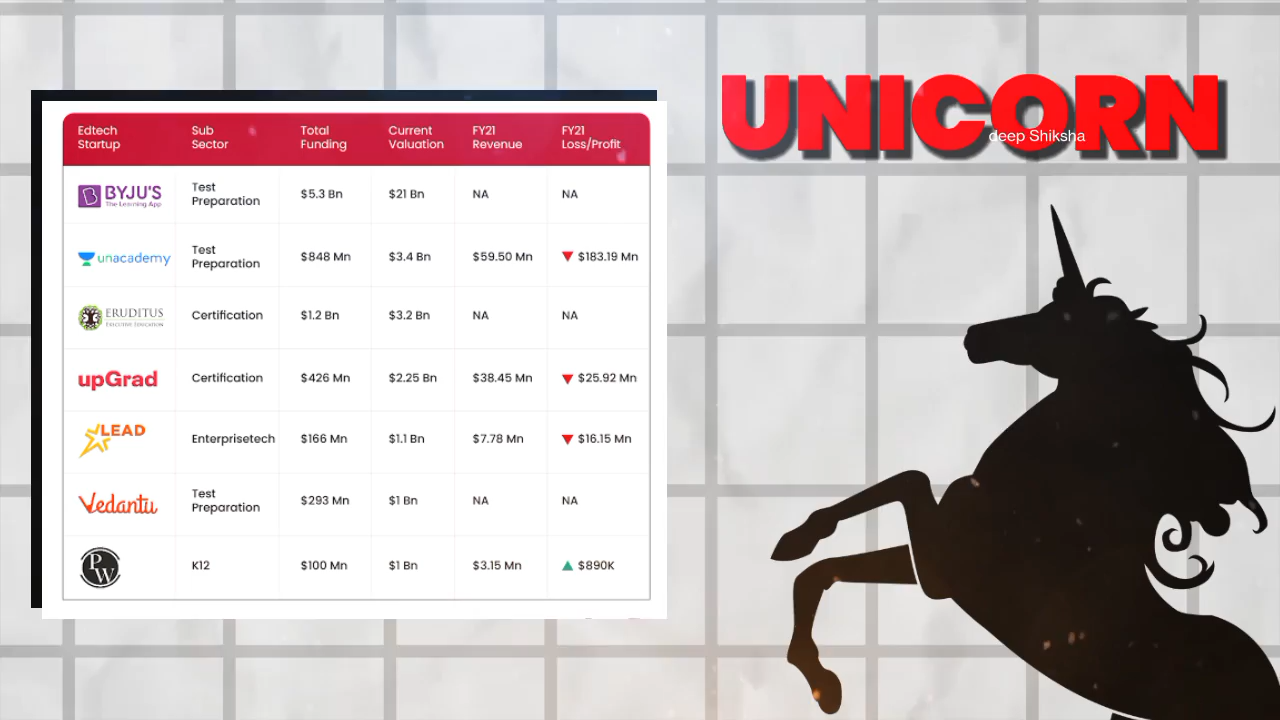 UNICORN
deep Shiksha
Edtech Startup Sub Sector Total Funding Current Valuation FY21 Revenue FY21 Loss/Profit
BYJU'S The Learning App Test Preparation $5.3 Bn $21 Bn NA NA
unacademy Test Preparation $848 Mn $3.4 Bn $59.50 Mn $183.19 Mn
ERUDITUS EXECUTIVE EDUCATION Certification $1.2 Bn $3.2 Bn NA NA
upGrad Certification $426 Mn $2.25 Bn $38.45 Mn $25.92 Mn
LEAD Enterprisetech $166 Mn $1.1 Bn $7.78 Mn $16.15 Mn
Vedantu Test Preparation $293 Mn $1 Bn NA NA
PW K12 $100 Mn $1 Bn $3.15 Mn $890K